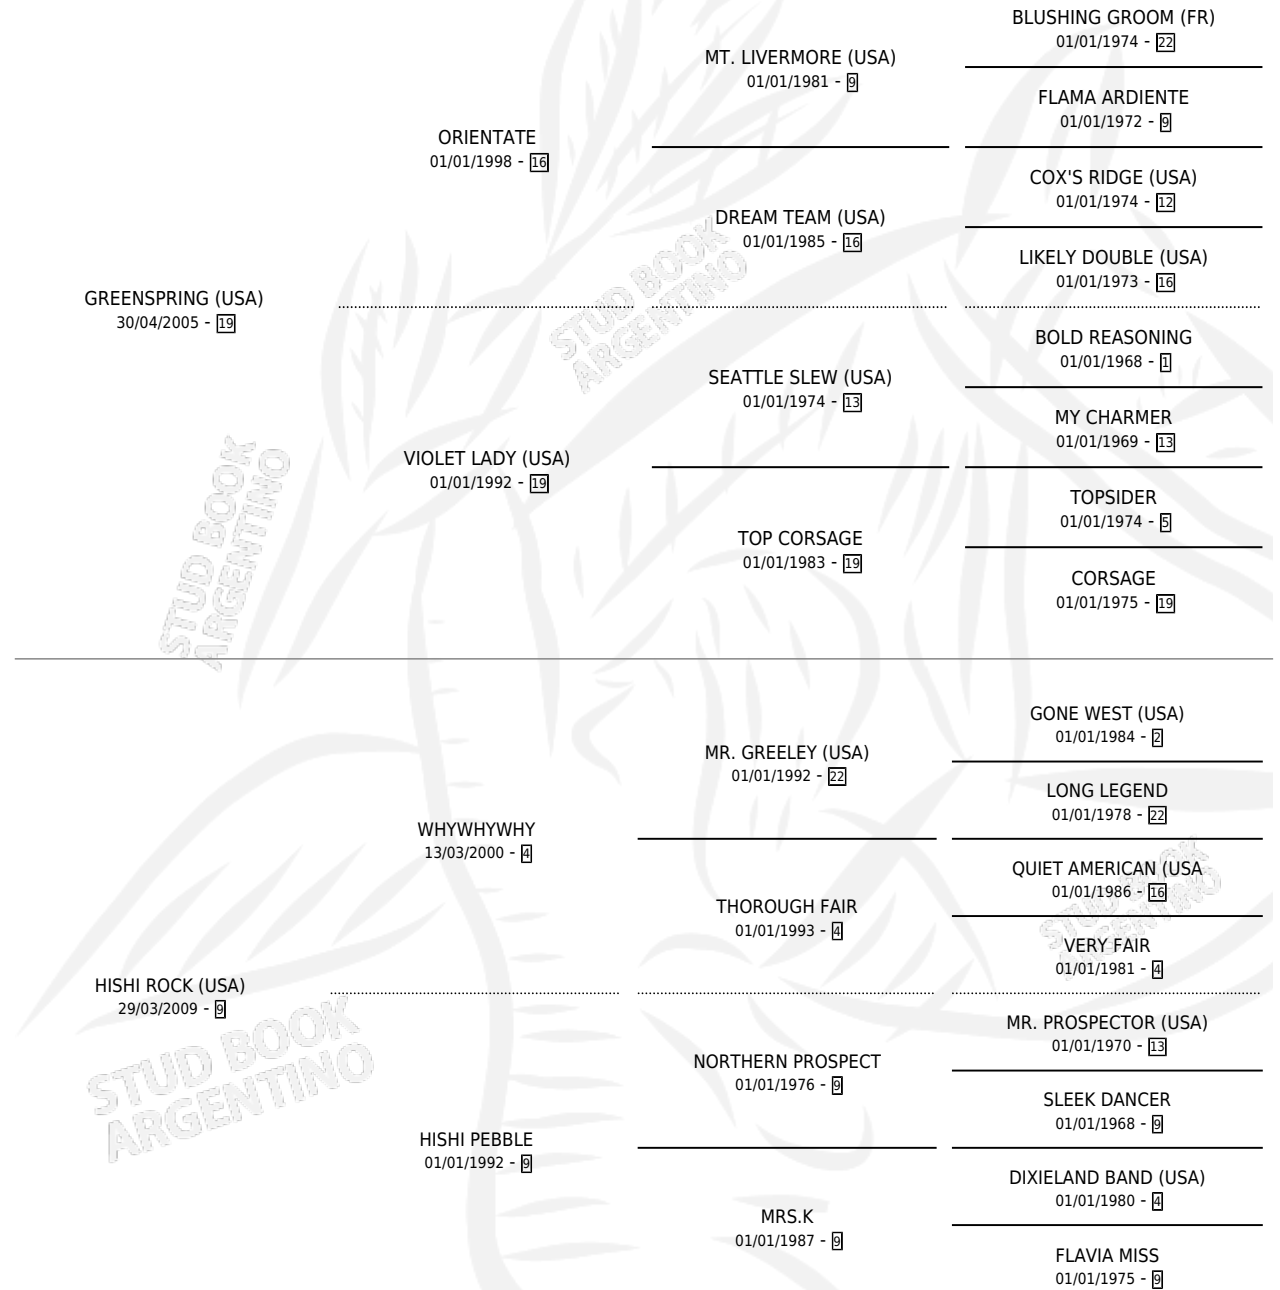 BLUSHING GROOM (FR)
01/01/1974 - 22
MT. LIVERMORE (USA)
01/01/1981 - 9
FLAMA ARDIENTE
01/01/1972 - 9
ORIENTATE
01/01/1998 - 16
COX'S RIDGE (USA)
01/01/1974 - 12
DREAM TEAM (USA)
01/01/1985 - 16
LIKELY DOUBLE (USA)
01/01/1973 - 16
GREENSPRING (USA)
30/04/2005 - 19
STUD BOOK
ARGENTINO
BOLD REASONING
01/01/1968 - 1
SEATTLE SLEW (USA)
01/01/1974 - 13
MY CHARMER
01/01/1969 - 13
VIOLET LADY (USA)
01/01/1992 - 19
TOPSIDER
01/01/1974 - 5
TOP CORSAGE
01/01/1983 - 19
CORSAGE
01/01/1975 - 19
STUD BOOK
ARGENTINO
GONE WEST (USA)
01/01/1984 - 2
MR. GREELEY (USA)
01/01/1992 - 22
LONG LEGEND
01/01/1978 - 22
WHYWHYWHY
13/03/2000 - 4
QUIET AMERICAN (USA
01/01/1986 - 16
THOROUGH FAIR
01/01/1993 - 4
STUD BOOK
ARGENTINO
VERY FAIR
01/01/1981 - 4
HISHI ROCK (USA)
29/03/2009 - 9
MR. PROSPECTOR (USA)
01/01/1970 - 13
NORTHERN PROSPECT
01/01/1976 - 9
SLEEK DANCER
01/01/1968 - 9
STUD BOOK
ARGENTINO
HISHI PEBBLE
01/01/1992 - 9
DIXIELAND BAND (USA)
01/01/1980 - 4
MRS.K
01/01/1987 - 9
FLAVIA MISS
01/01/1975 - 9